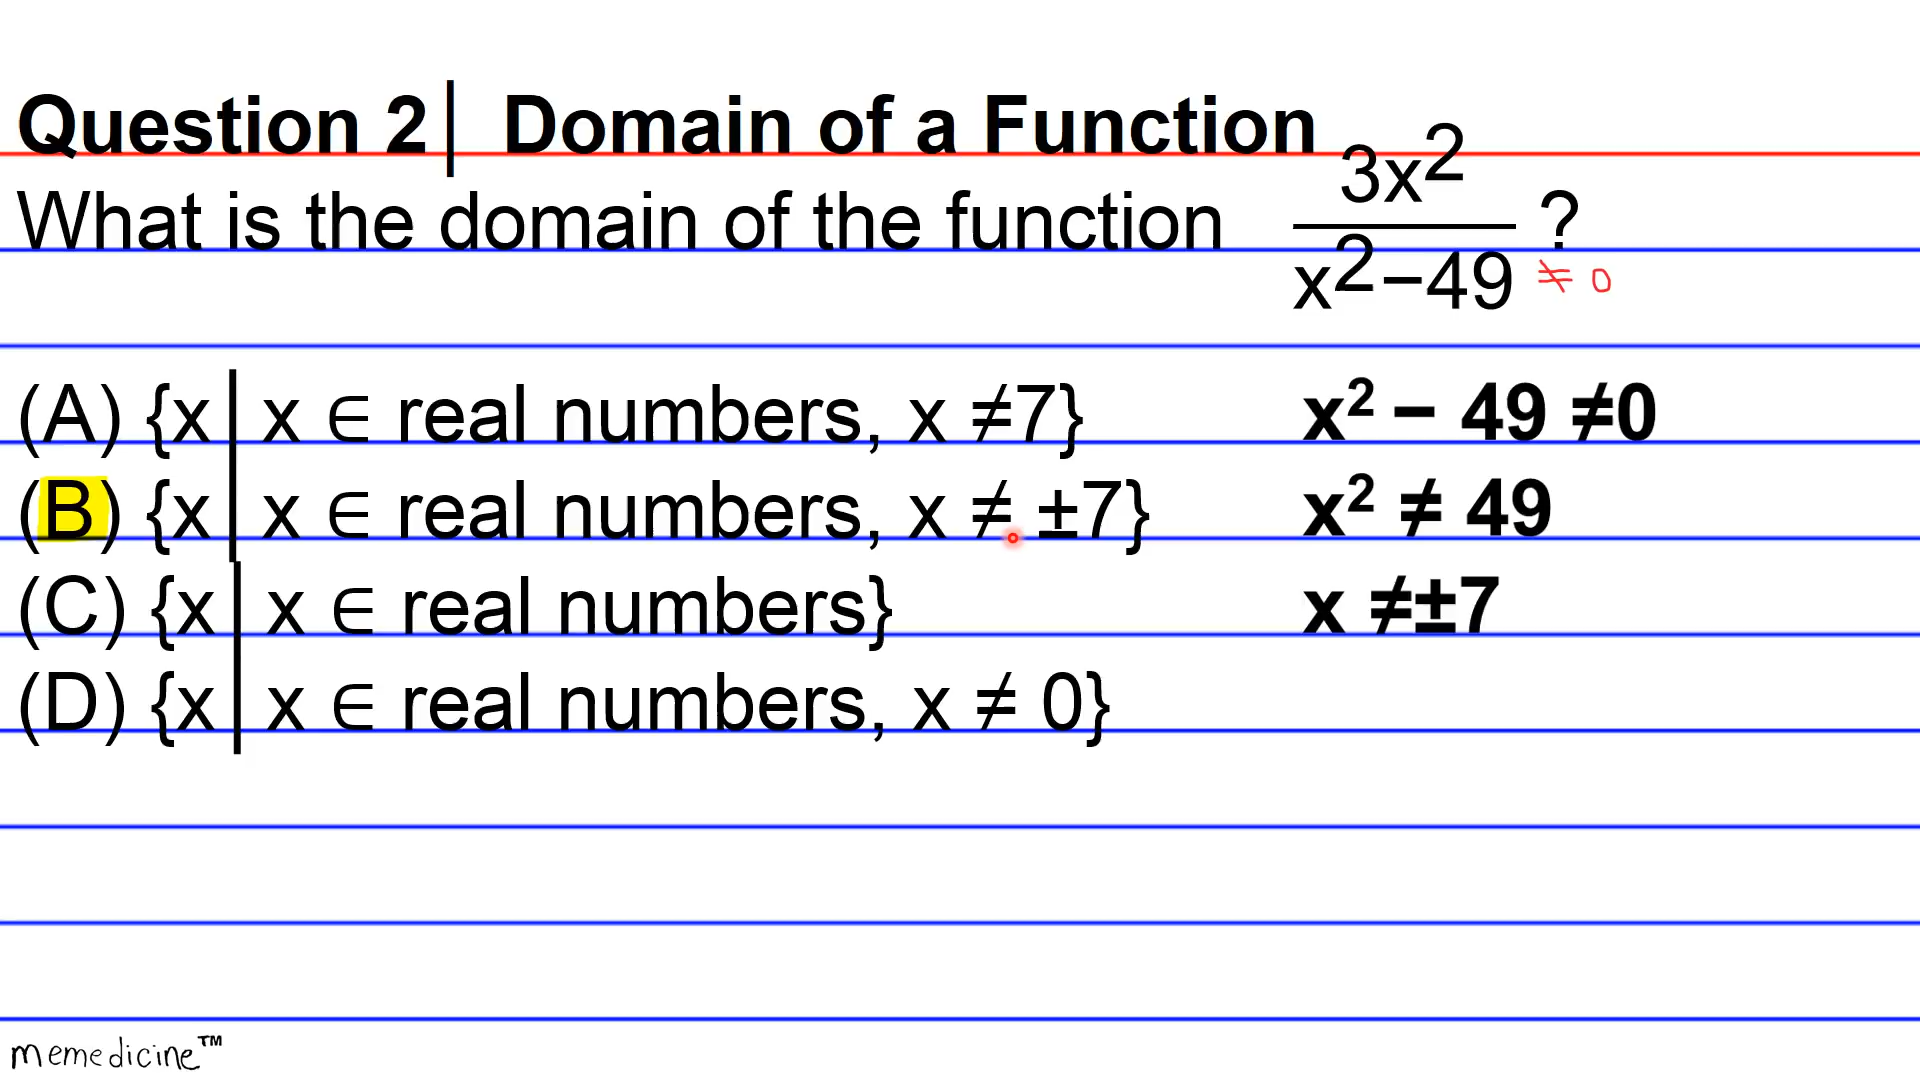 Question 2| Domain of a Function
What is the domain of the function 3x²/x²−49 ?
≠ 0
(A) {x| x ∈ real numbers, x ≠7}
x² − 49 ≠0
(B) {x| x ∈ real numbers, x ≠ ±7}
x² ≠ 49
(C) {x| x ∈ real numbers}
x ≠±7
(D) {x| x ∈ real numbers, x ≠ 0}
memedicine™